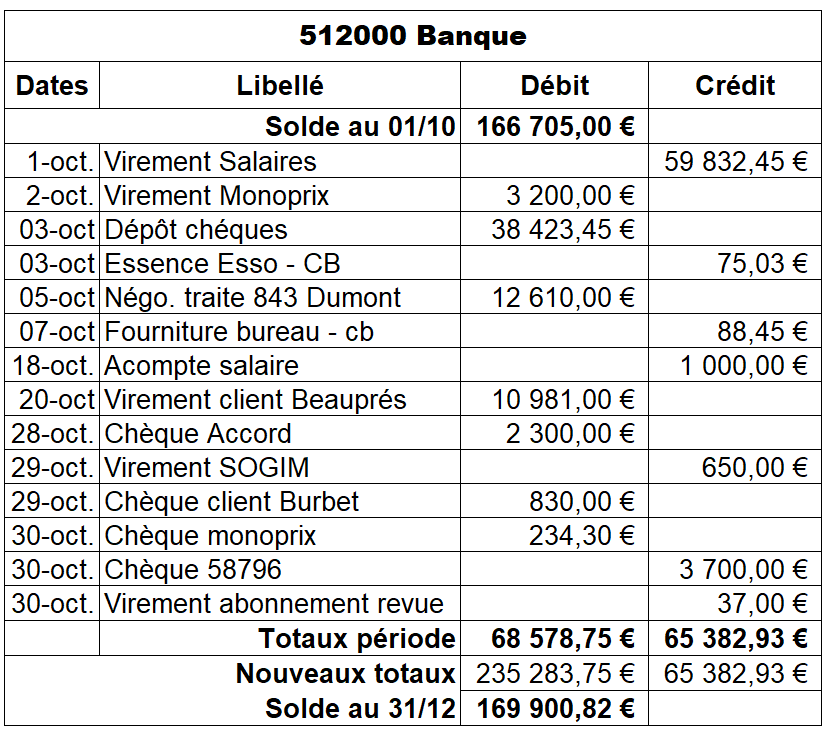 512000 Banque
Dates Libellé Débit Crédit
Solde au 01/10 166 705,00 €
1-oct. Virement Salaires 59 832,45 €
2-oct. Virement Monoprix 3 200,00 €
03-oct Dépôt chéques 38 423,45 €
03-oct Essence Esso - CB 75,03 €
05-oct Négo. traite 843 Dumont 12 610,00 €
07-oct Fourniture bureau - cb 88,45 €
18-oct. Acompte salaire 1 000,00 €
20-oct Virement client Beauprés 10 981,00 €
28-oct. Chèque Accord 2 300,00 €
29-oct. Virement SOGIM 650,00 €
29-oct. Chèque client Burbet 830,00 €
30-oct. Chèque monoprix 234,30 €
30-oct. Chèque 58796 3 700,00 €
30-oct. Virement abonnement revue 37,00 €
Totaux période 68 578,75 € 65 382,93 €
Nouveaux totaux 235 283,75 € 65 382,93 €
Solde au 31/12 169 900,82 €